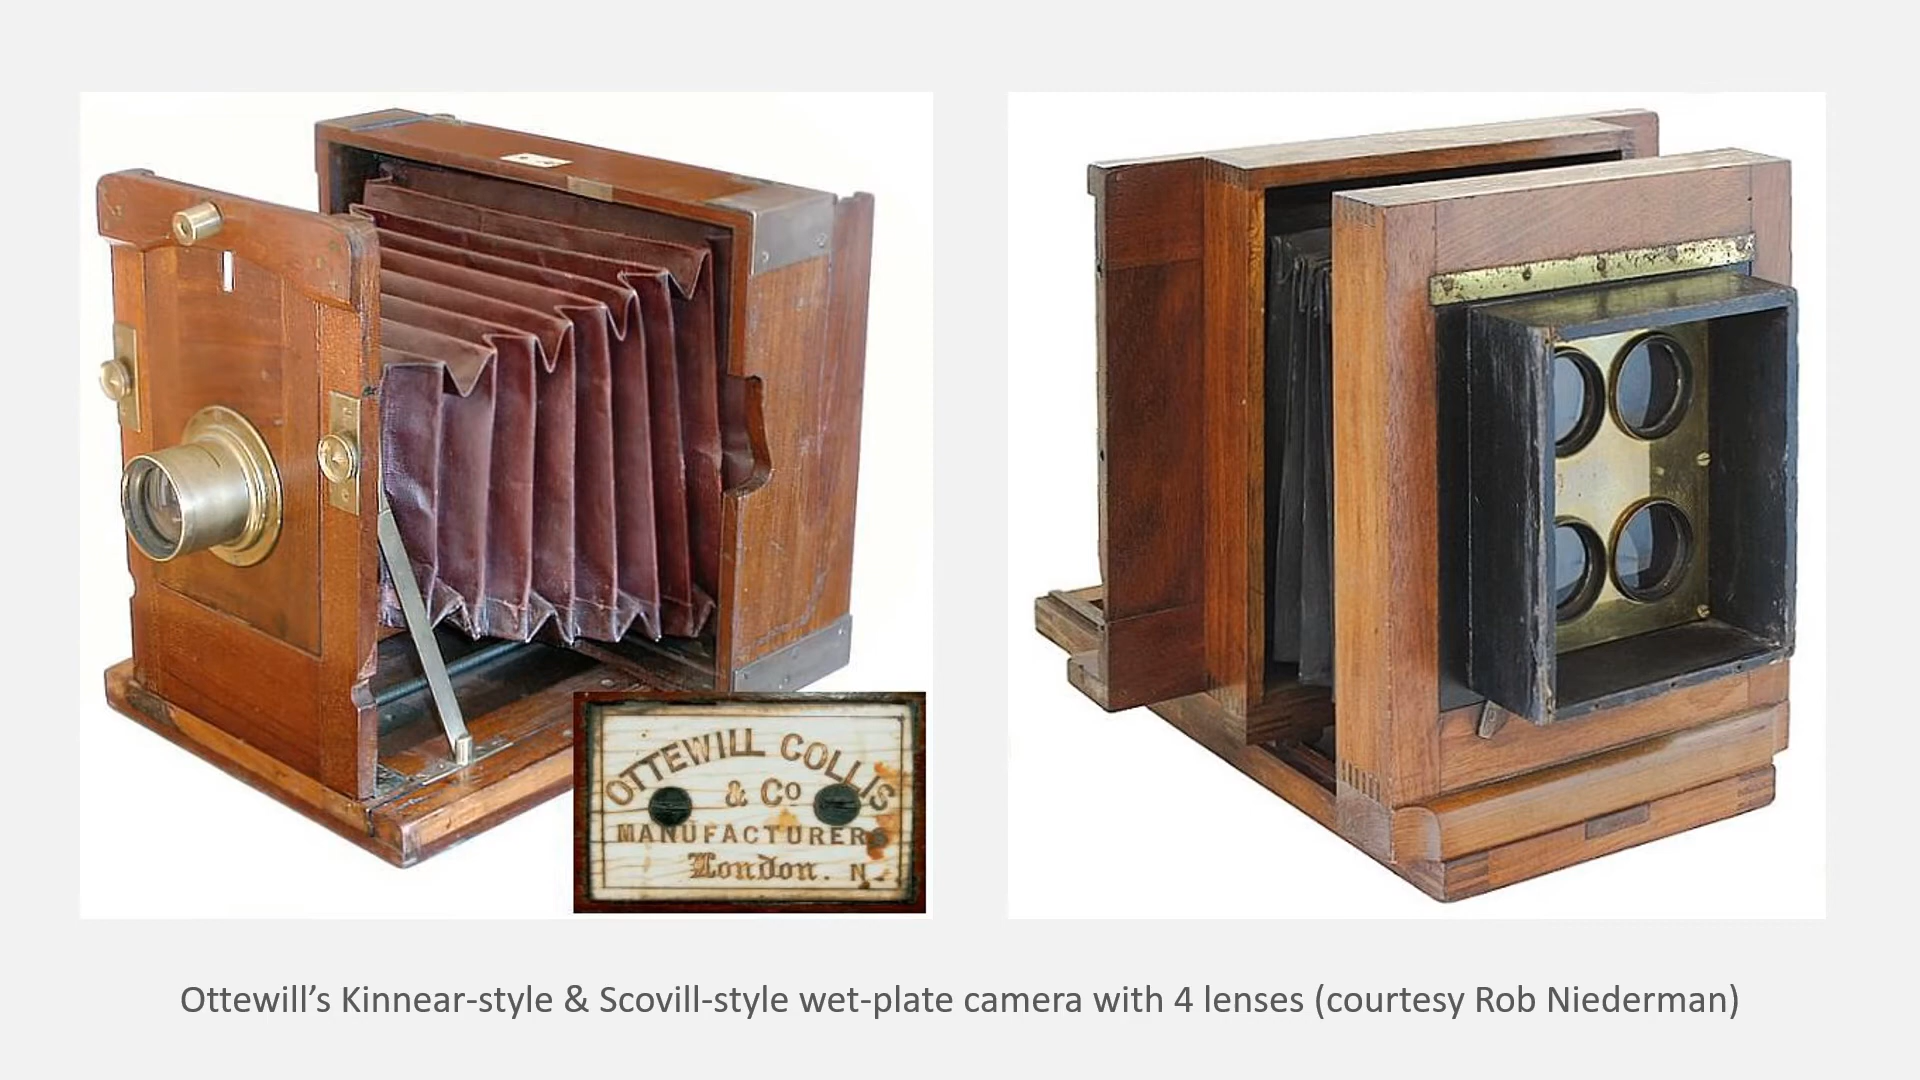 OTTEWILL COLLIS
& Co
MANUFACTURERS
London. N.
Ottewill’s Kinnear-style & Scovill-style wet-plate camera with 4 lenses (courtesy Rob Niederman)